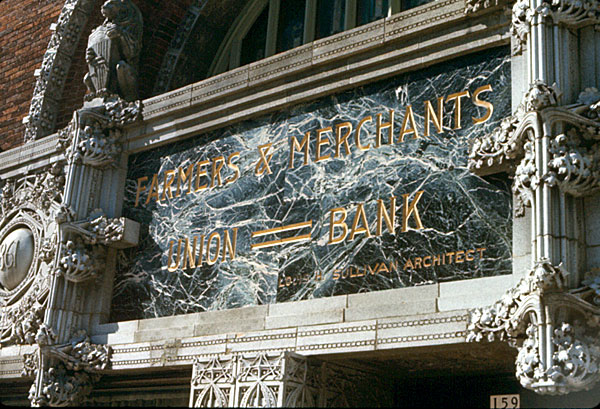 FARMERS & MERCHANTS
UNION = BANK
LOUIS H SULLIVAN ARCHITECT
159